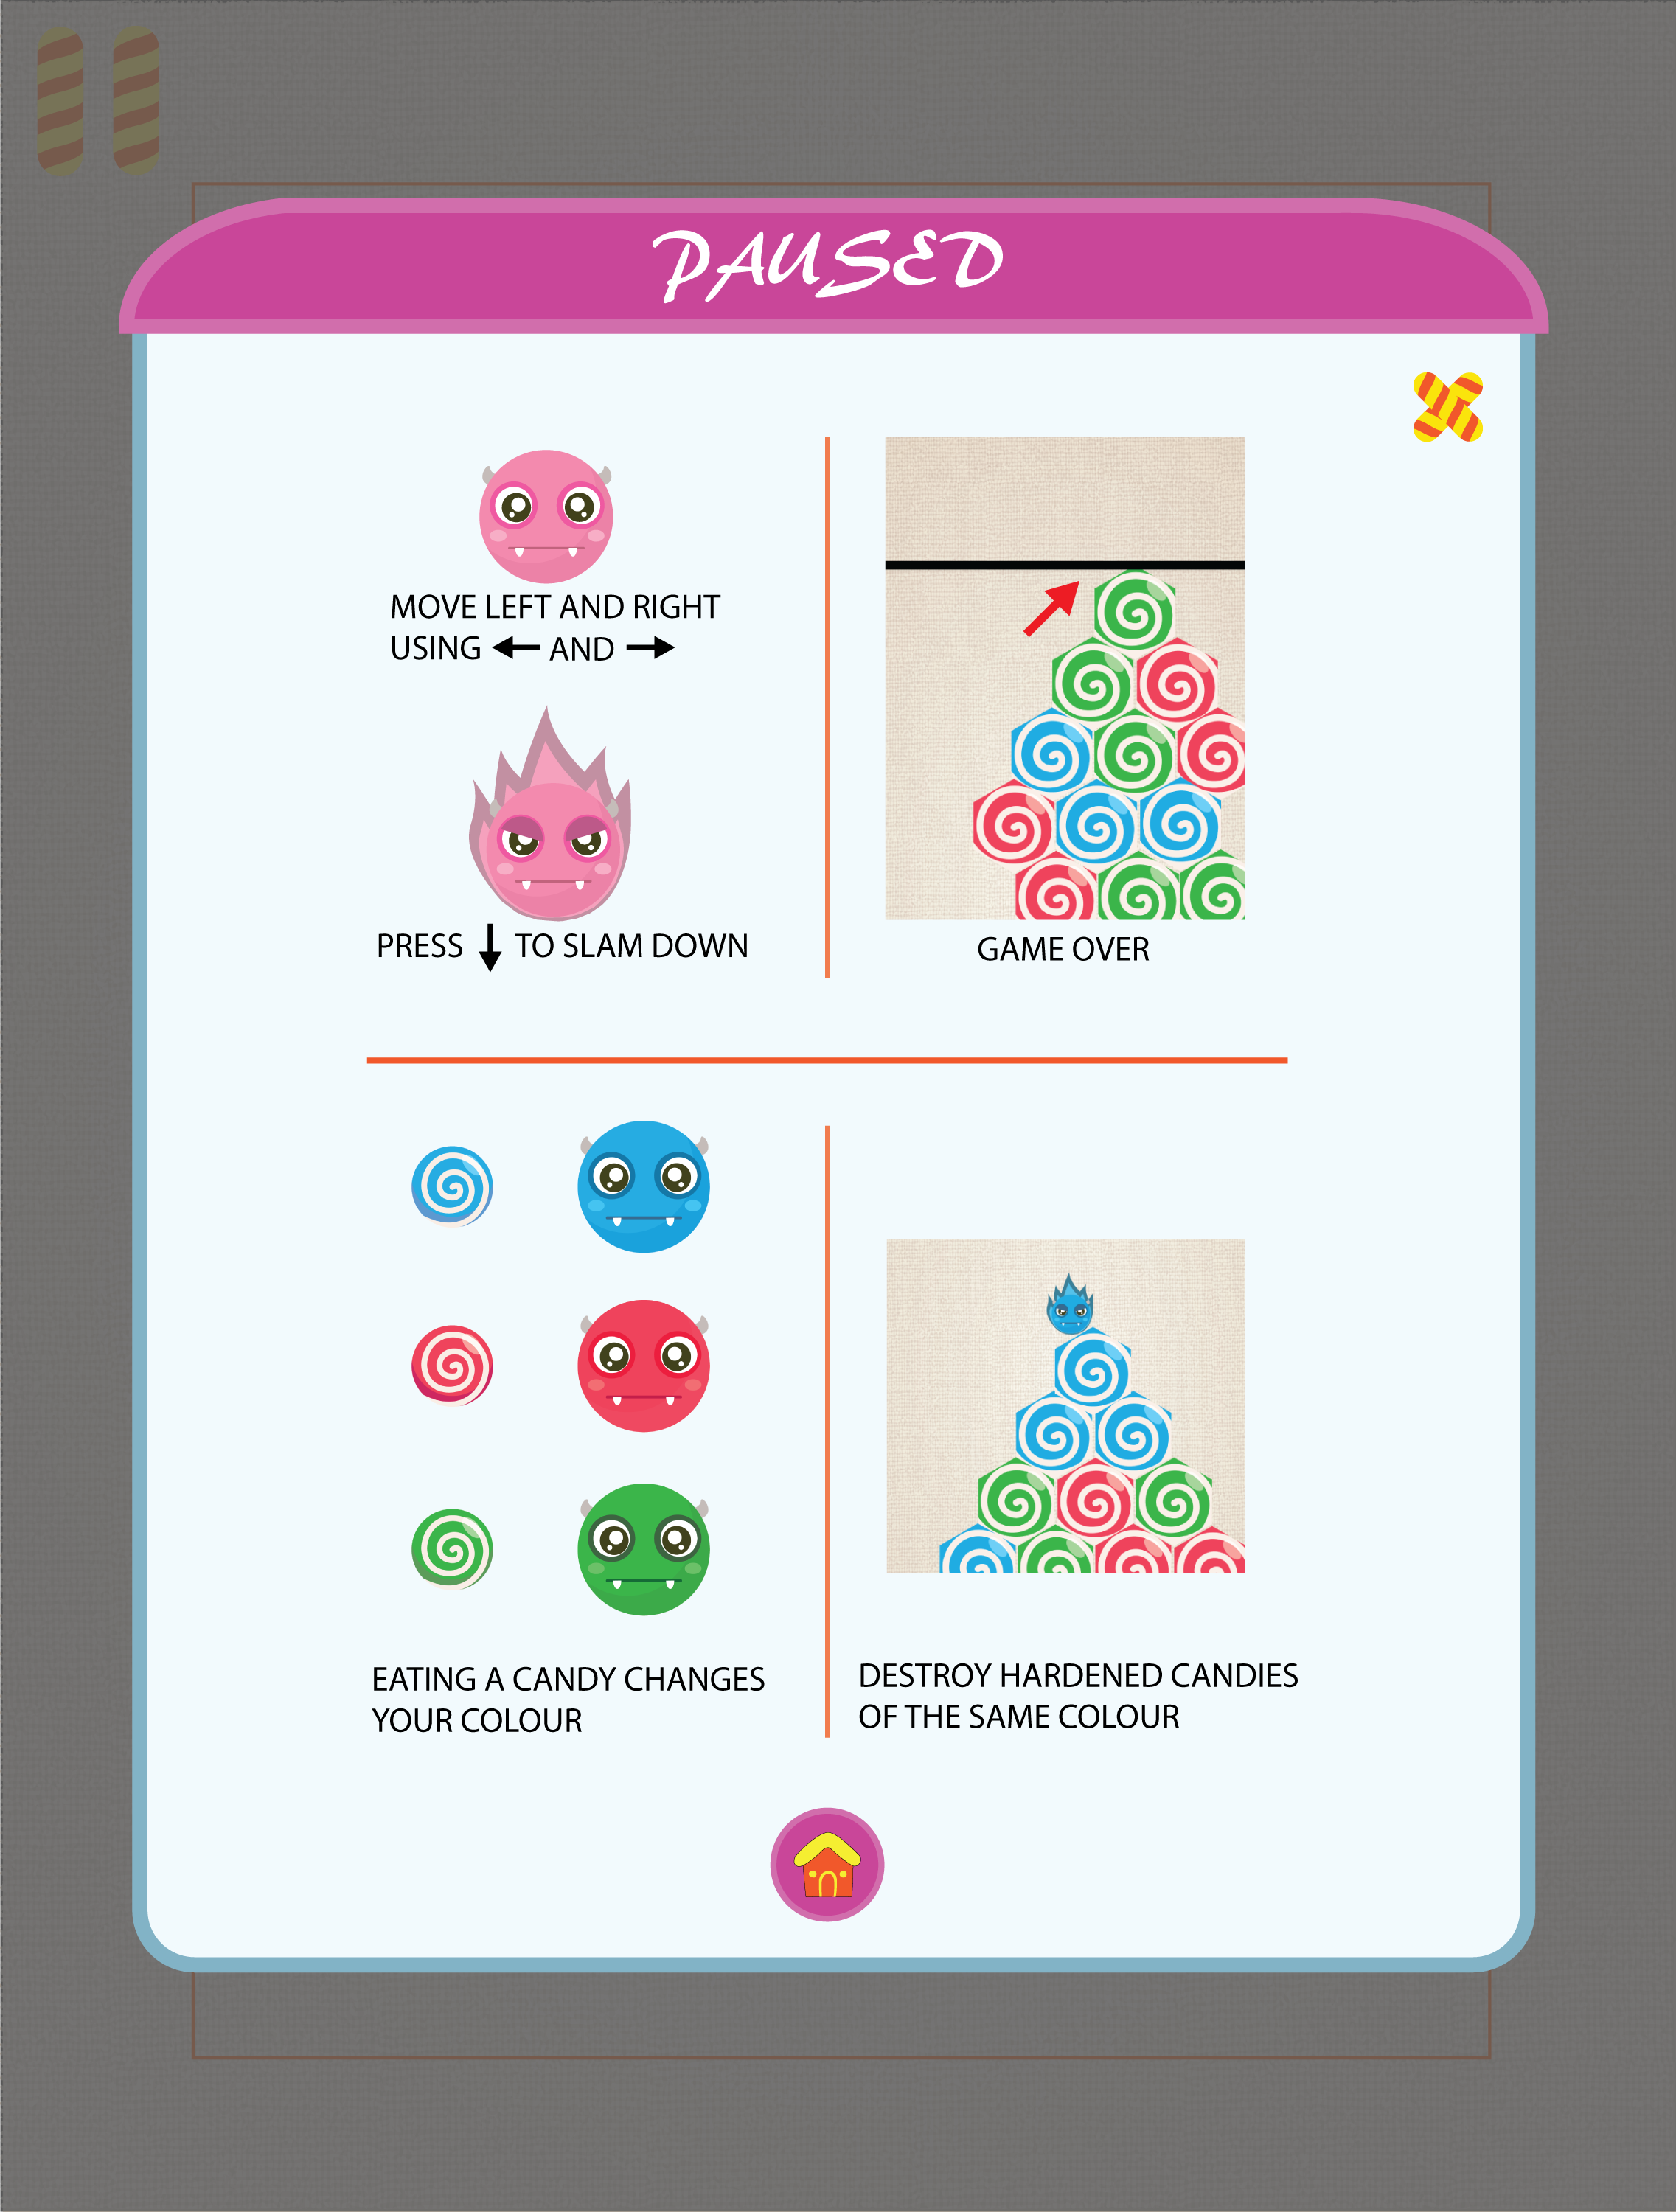 PAUSED
MOVE LEFT AND RIGHT
USING ← AND →
PRESS ↓ TO SLAM DOWN
GAME OVER
EATING A CANDY CHANGES
YOUR COLOUR
DESTROY HARDENED CANDIES
OF THE SAME COLOUR